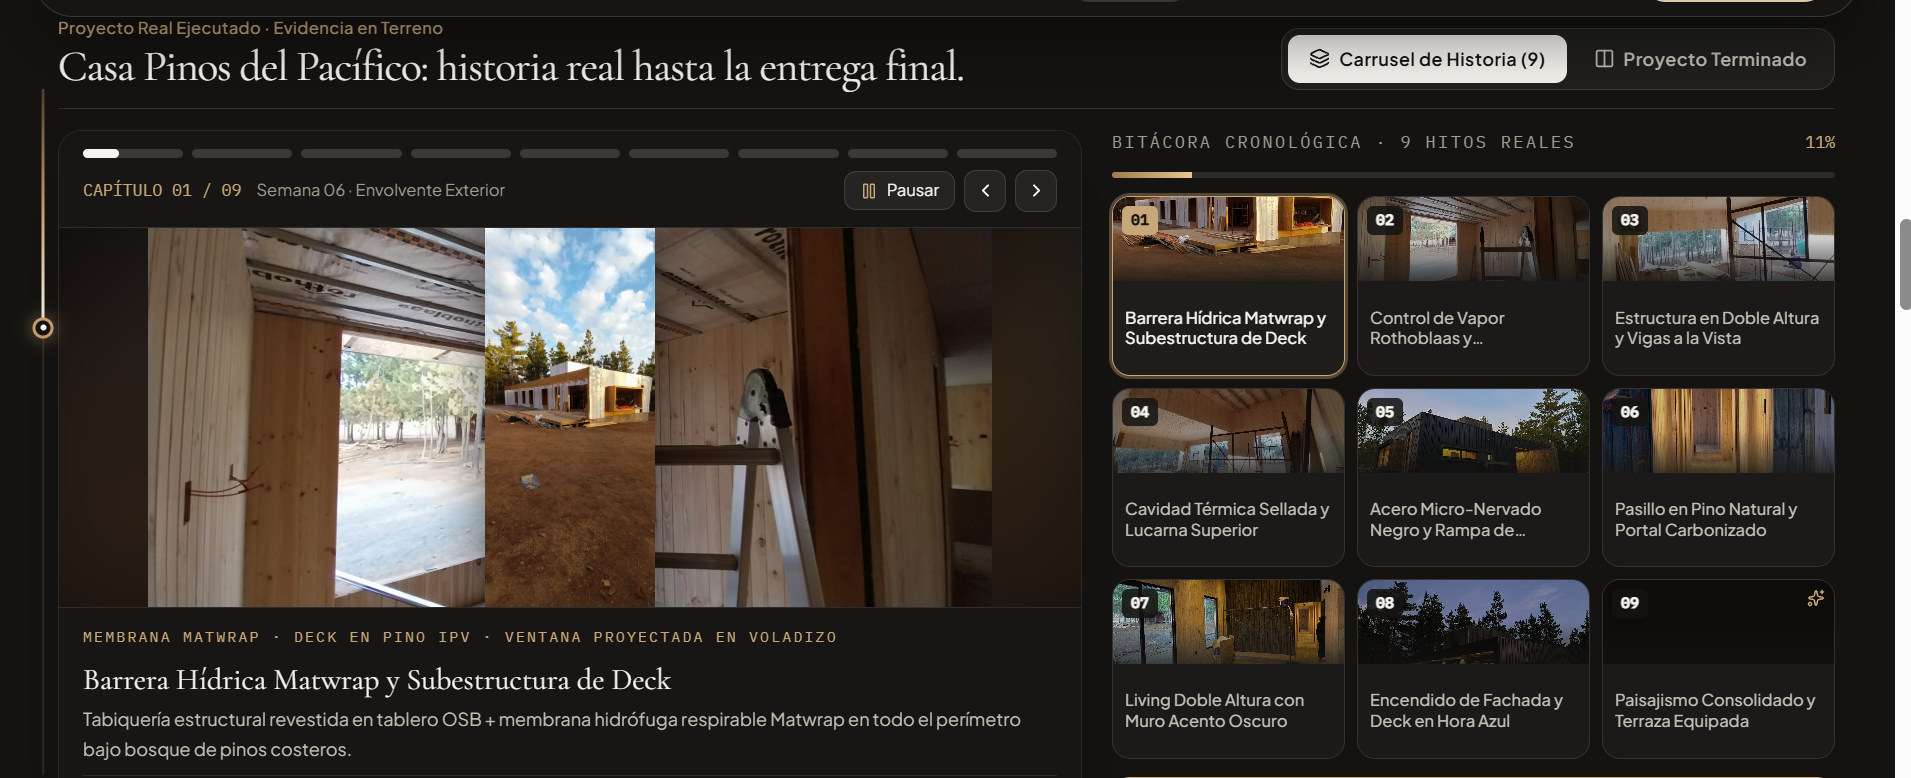 Proyecto Real Ejecutado · Evidencia en Terreno
Casa Pinos del Pacífico: historia real hasta la entrega final.
Carrusel de Historia (9)
Proyecto Terminado
CAPÍTULO 01 / 09
Semana 06 · Envolvente Exterior
Pausar
MEMBRANA MATWRAP · DECK EN PINO IPV · VENTANA PROYECTADA EN VOLADIZO
Barrera Hídrica Matwrap y Subestructura de Deck
Tabiquería estructural revestida en tablero OSB + membrana hidrófuga respirable Matwrap en todo el perímetro
bajo bosque de pinos costeros.
BITÁCORA CRONOLÓGICA · 9 HITOS REALES
11%
01
Barrera Hídrica Matwrap y
Subestructura de Deck
02
Control de Vapor
Rothoblaas y...
03
Estructura en Doble Altura
y Vigas a la Vista
04
Cavidad Térmica Sellada y
Lucarna Superior
05
Acero Micro-Nervado
Negro y Rampa de...
06
Pasillo en Pino Natural y
Portal Carbonizado
07
Living Doble Altura con
Muro Acento Oscuro
08
Encendido de Fachada y
Deck en Hora Azul
09
Paisajismo Consolidado y
Terraza Equipada